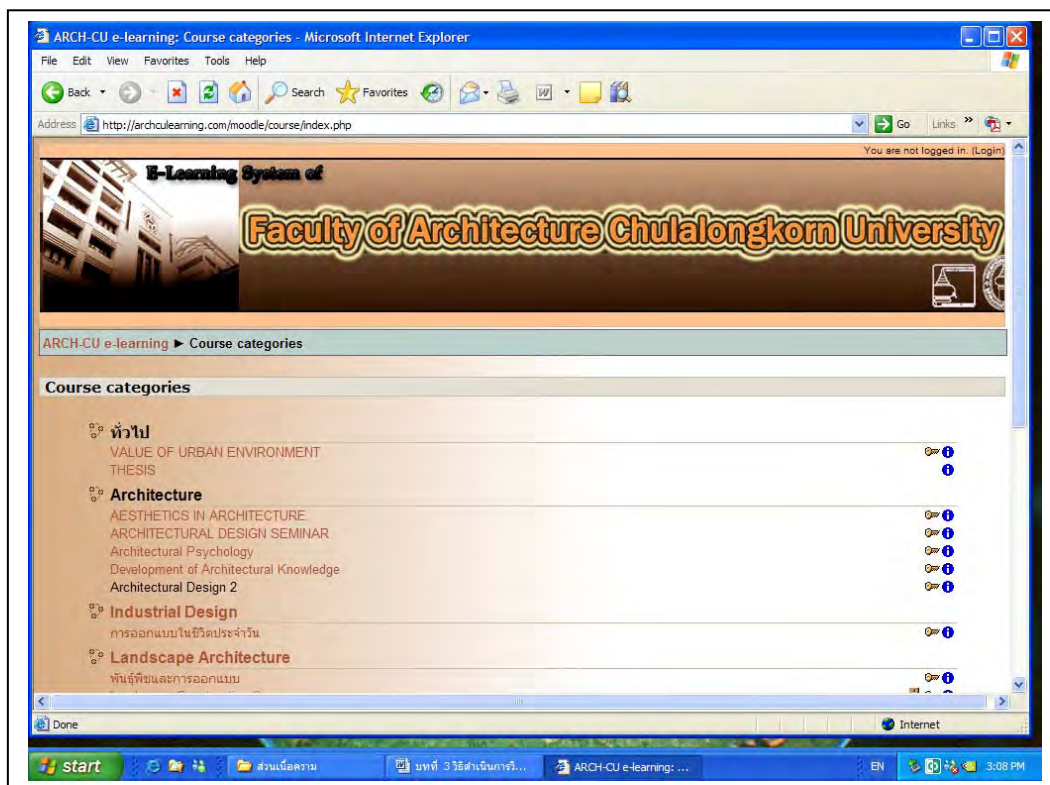 ARCH-CU e-learning: Course categories - Microsoft Internet Explorer
File Edit View Favorites Tools Help
Back Search Favorites
Address http://archculearning.com/moodle/course/index.php Go Links »
You are not logged in. (Login)
E-Learning System of
Faculty of Architecture Chulalongkorn University
ARCH-CU e-learning ► Course categories
Course categories
ทั่วไป
VALUE OF URBAN ENVIRONMENT
THESIS
Architecture
AESTHETICS IN ARCHITECTURE
ARCHITECTURAL DESIGN SEMINAR
Architectural Psychology
Development of Architectural Knowledge
Architectural Design 2
Industrial Design
การออกแบบในชีวิตประจำวัน
Landscape Architecture
พันธุ์พืชและการออกแบบ
Done Internet
start ส่วนเนื้อความ บทที่ 3 วิธีดำเนินการวิ... ARCH-CU e-learning: ... EN 3:08 PM